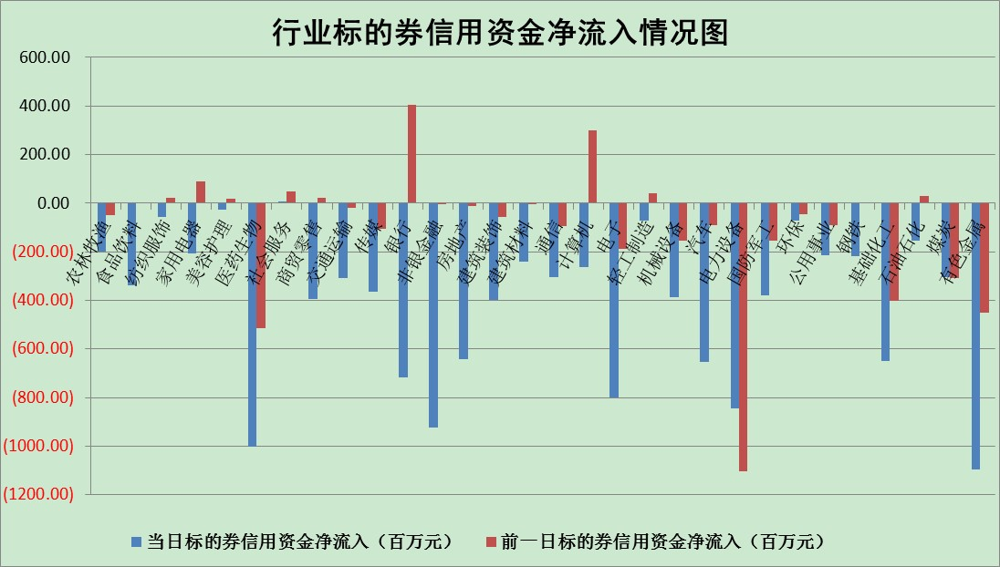 行业标的券信用资金净流入情况图
600.00
400.00
200.00
0.00
(200.00)
(400.00)
(600.00)
(800.00)
(1000.00)
(1200.00)
农林牧渔
食品饮料
纺织服饰
家用电器
美容护理
医药生物
社会服务
商贸零售
交通运输
传媒
银行
非银金融
房地产
建筑装饰
建筑材料
通信
计算机
电子
轻工制造
机械设备
汽车
电力设备
国防军工
环保
公用事业
钢铁
基础化工
石油石化
煤炭
有色金属
当日标的券信用资金净流入（百万元）
前一日标的券信用资金净流入（百万元）